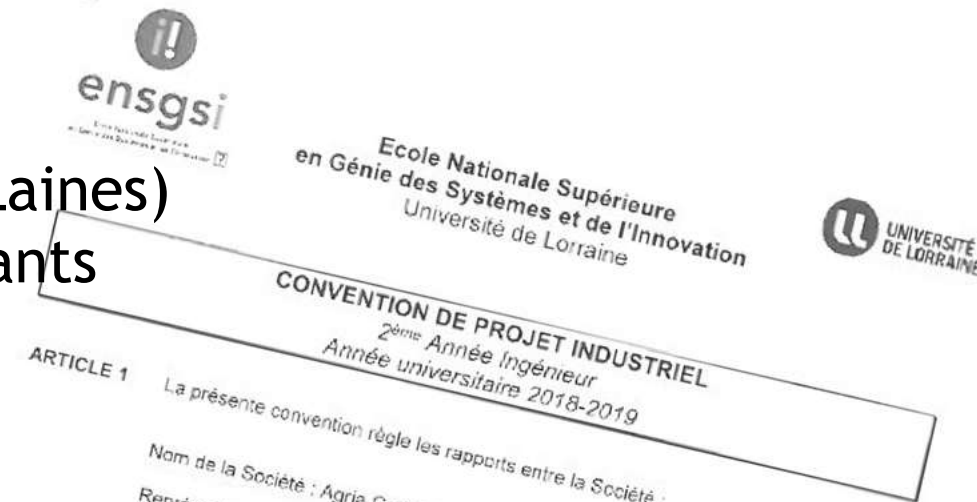 i!
ensgsi
Ecole Nationale Supérieure
en Génie des Systèmes et de l'Innovation
Université de Lorraine
UNIVERSITÉ
DE LORRAINE
Laines)
ants
CONVENTION DE PROJET INDUSTRIEL
2ème Année Ingénieur
Année universitaire 2018-2019
ARTICLE 1
La présente convention règle les rapports entre la Société :
Nom de la Société : Agria